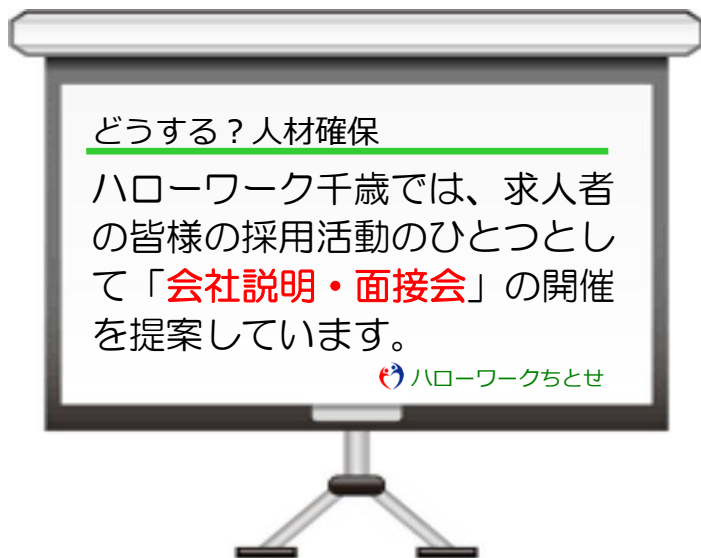 どうする？人材確保
ハローワーク千歳では、求人者
の皆様の採用活動のひとつとし
て「会社説明・面接会」の開催
を提案しています。
ハローワークちとせ